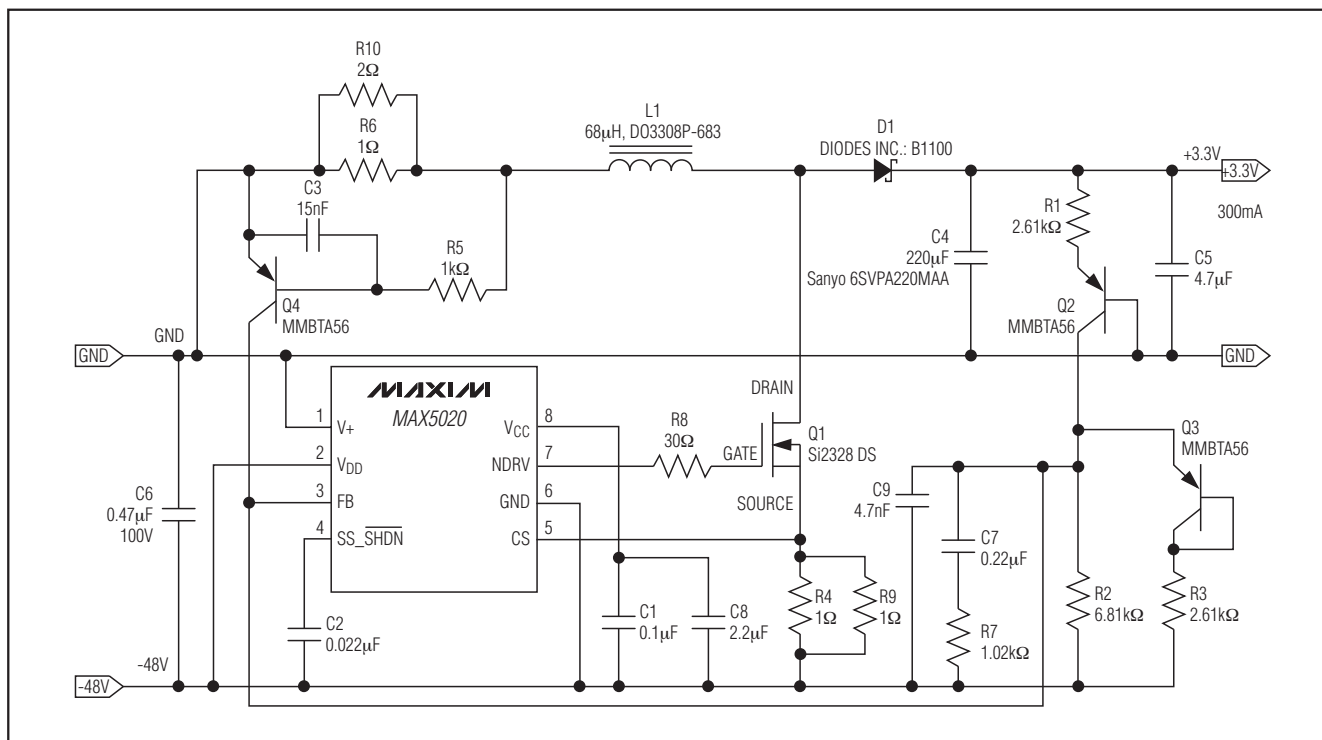 R10
2Ω
R6
1Ω
L1
68µH, DO3308P-683
D1
DIODES INC.: B1100
+3.3V
+3.3V
300mA
C3
15nF
R5
1kΩ
R1
2.61kΩ
C4
220µF
Sanyo 6SVPA220MAA
C5
4.7µF
Q4
MMBTA56
Q2
MMBTA56
GND
GND
GND
MAXIM
MAX5020
1 V+
2 VDD
3 FB
4 SS_SHDN
VCC 8
NDRV 7
GND 6
CS 5
DRAIN
R8
30Ω
GATE
Q1
Si2328 DS
SOURCE
Q3
MMBTA56
C6
0.47µF
100V
C9
4.7nF
C7
0.22µF
R4
1Ω
R9
1Ω
R2
6.81kΩ
R3
2.61kΩ
C2
0.022µF
C1
0.1µF
C8
2.2µF
R7
1.02kΩ
-48V
-48V